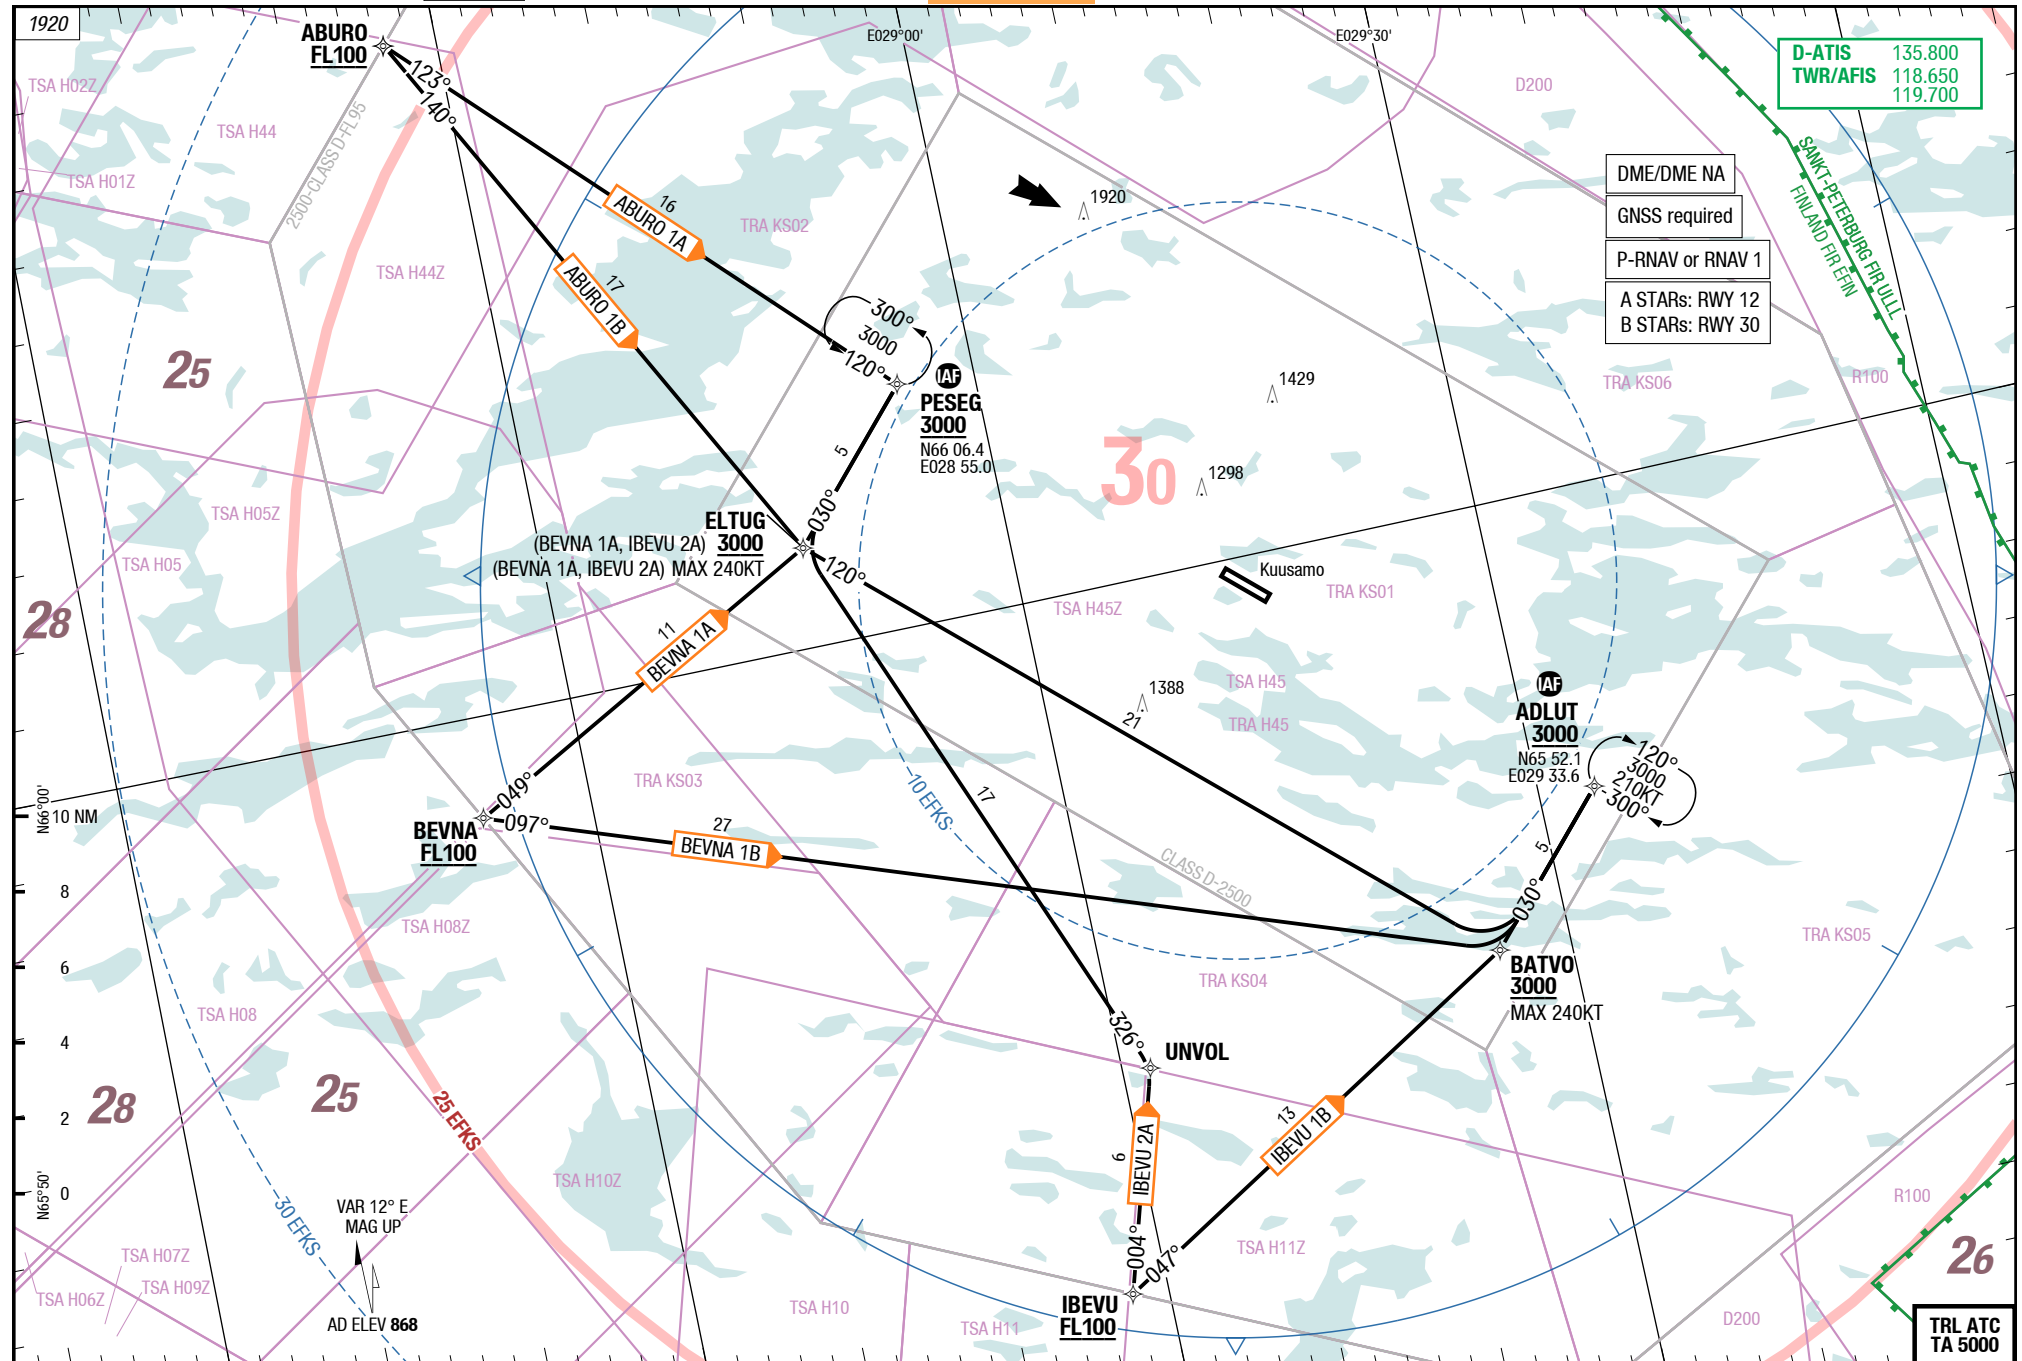 1920
ABURO
FL100
E029°00'
E029°30'
D-ATIS 135.800
TWR/AFIS 118.650
119.700
TSA H02Z
TSA H44
2500-CLASS D-FL 95
TSA H01Z
123°
140°
D200
SANKT-PETERBURG FIR ULLL
FINLAND FIR EFIN
DME/DME NA
GNSS required
P-RNAV or RNAV 1
A STARs: RWY 12
B STARs: RWY 30
16
ABURO 1A
TRA KS02
1920
TSA H44Z
17
ABURO 1B
300°
3000
120°
25
IAF
PESEG
3000
N66 06.4
E028 55.0
1429
TRA KS06
R100
30
1298
5
030°
TSA H05Z
TSA H05
ELTUG
(BEVNA 1A, IBEVU 2A) 3000
(BEVNA 1A, IBEVU 2A) MAX 240KT
120°
Kuusamo
TRA KS01
TSA H45Z
28
11
BEVNA 1A
1388
21
TSA H45
TRA H45
IAF
ADLUT
3000
N65 52.1
E029 33.6
120°
3000
210KT
300°
TRA KS03
049°
097°
BEVNA
FL100
27
BEVNA 1B
10 EFKS
17
CLASS D-2500
5
030°
N66°00'
10 NM
8
6
4
2
0
N65°50'
TSA H08Z
TSA H08
TRA KS04
TRA KS05
BATVO
3000
MAX 240KT
326°
UNVOL
28
25
25 EFKS
13
IBEVU 1B
6
IBEVU 2A
TSA H10Z
30 EFKS
VAR 12° E
MAG UP
AD ELEV 868
TSA H07Z
TSA H09Z
TSA H06Z
004°
047°
TSA H11Z
IBEVU
FL100
TSA H10
TSA H11
R100
26
D200
TRL ATC
TA 5000